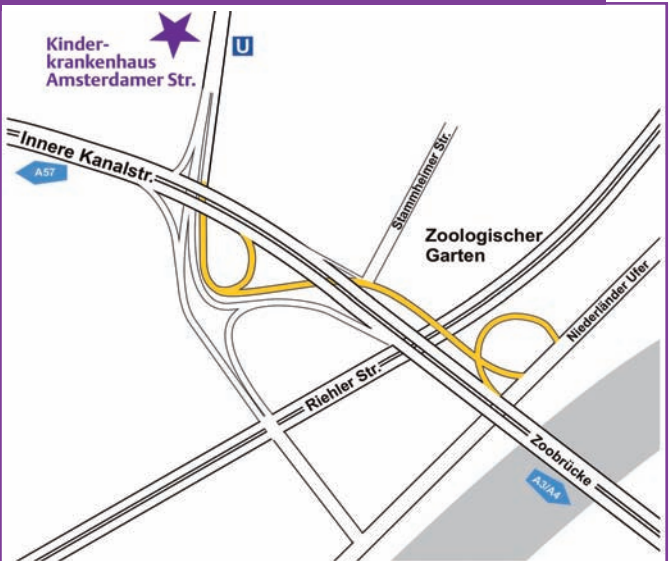 Kinder-
krankenhaus
Amsterdamer Str.
U
Innere Kanalstr.
A57
Stammheimer Str.
Zoologischer
Garten
Niederländer Ufer
Riehler Str.
Zoobrücke
A3/A4